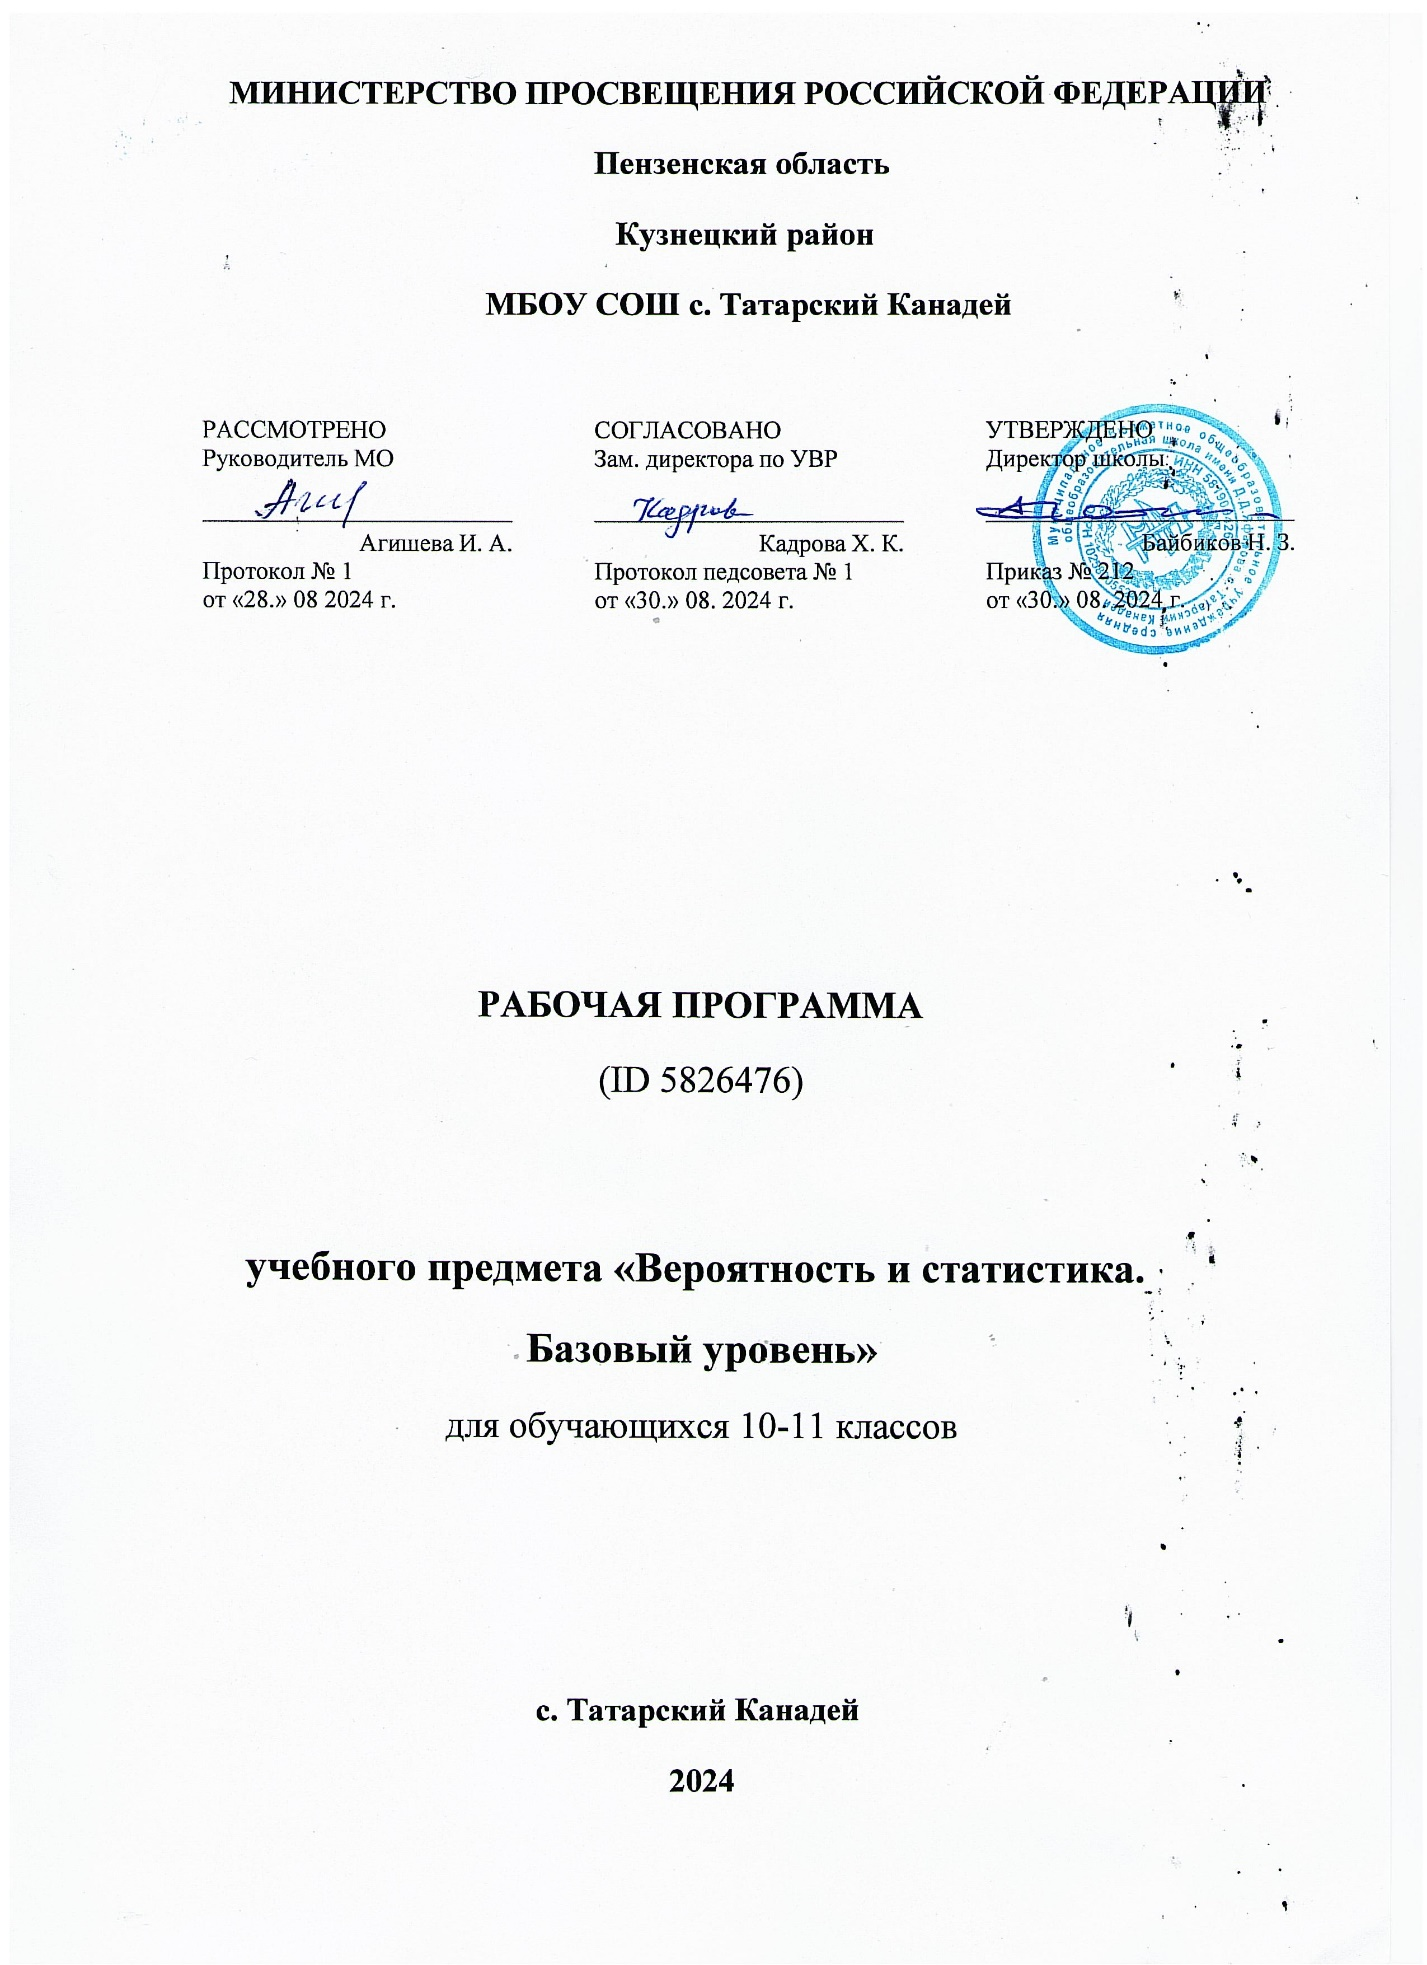 МИНИСТЕРСТВО ПРОСВЕЩЕНИЯ РОССИЙСКОЙ ФЕДЕРАЦИИ
Пензенская область
Кузнецкий район
МБОУ СОШ с. Татарский Канадей
РАССМОТРЕНО
Руководитель МО
Агишева И. А.
Протокол № 1
от «28.» 08 2024 г.
СОГЛАСОВАНО
Зам. директора по УВР
Кадрова Х. К.
Протокол педсовета № 1
от «30.» 08. 2024 г.
УТВЕРЖДЕНО
Директор школы
Байбиков Н. З.
Приказ № 212
от «30.» 08. 2024 г.
РАБОЧАЯ ПРОГРАММА
(ID 5826476)
учебного предмета «Вероятность и статистика.
Базовый уровень»
для обучающихся 10-11 классов
с. Татарский Канадей
2024